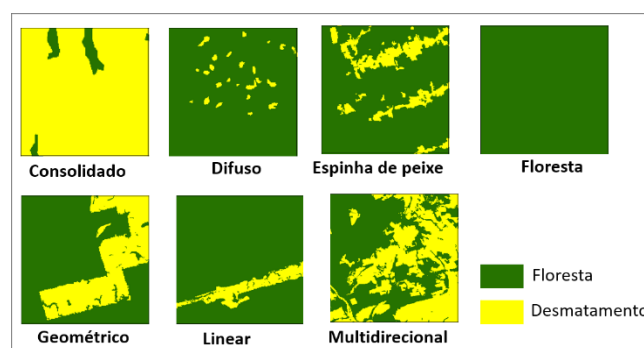 Consolidado
Difuso
Espinha de peixe
Floresta
Geométrico
Linear
Multidirecional
Floresta
Desmatamento